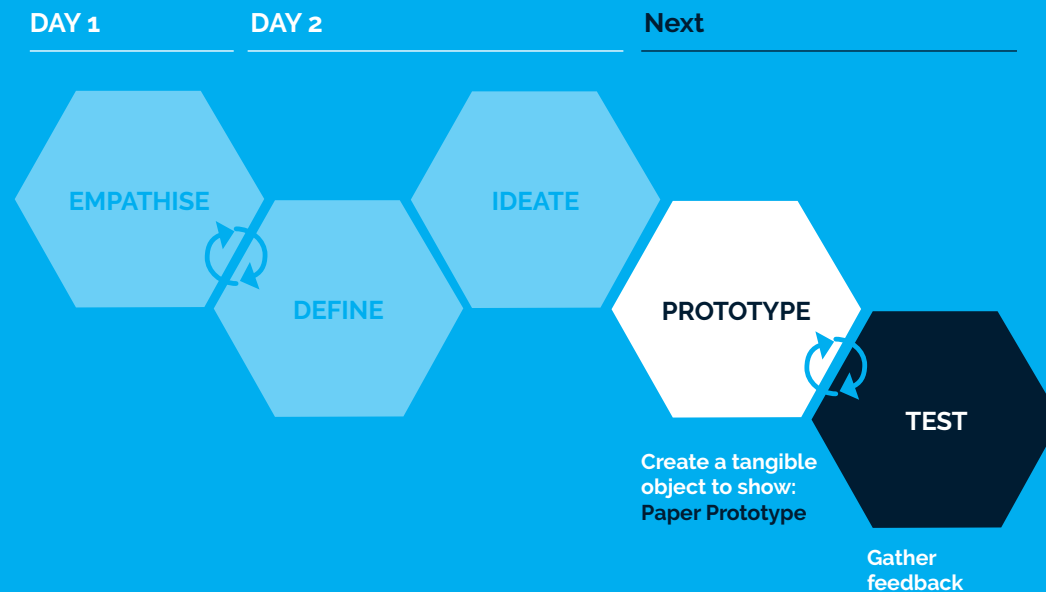 DAY 1
DAY 2
Next
EMPATHISE
IDEATE
DEFINE
PROTOTYPE
TEST
Create a tangible
object to show:
Paper Prototype
Gather
feedback